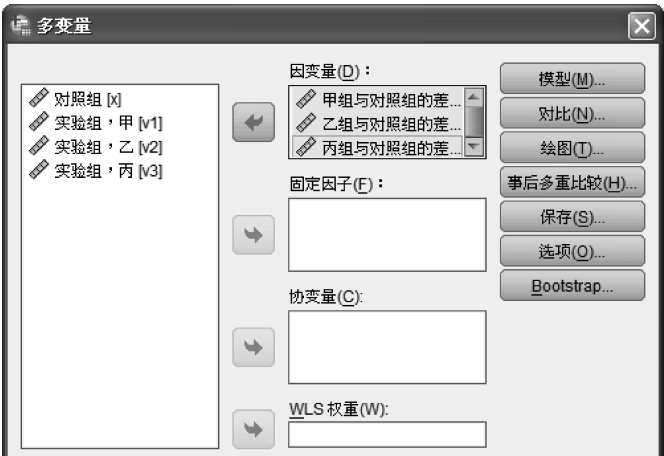 多变量
对照组 [x]
实验组，甲 [v1]
实验组，乙 [v2]
实验组，丙 [v3]
因变量(D)：
甲组与对照组的差...
乙组与对照组的差...
丙组与对照组的差...
固定因子(F)：
协变量(C):
WLS 权重(W):
模型(M)...
对比(N)...
绘图(T)...
事后多重比较(H)...
保存(S)...
选项(O)...
Bootstrap...